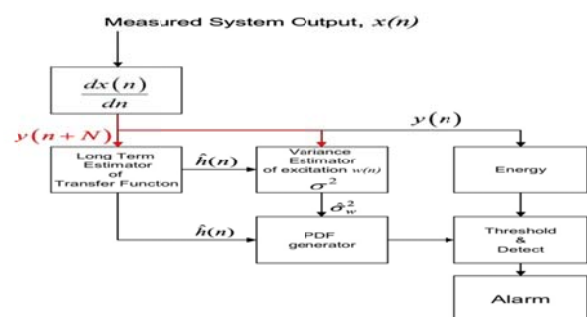 Measured System Output, x(n)
dx(n)
dn
y(n+N)
y(n)
Long Term
Estimator
of
Transfer Functon
ĥ(n)
Variance
Estimator
of excitation w(n)
σ²
Energy
σ̂²w
ĥ(n)
PDF
generator
Threshold
&
Detect
Alarm